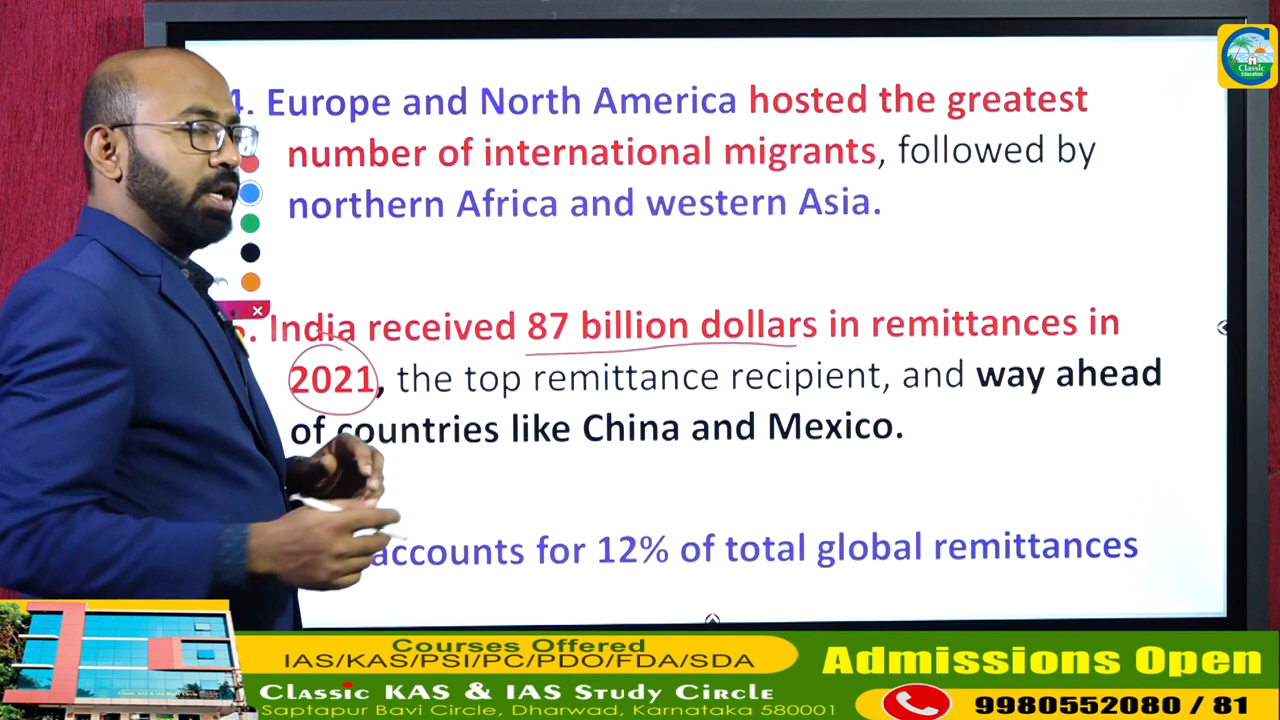 4. Europe and North America hosted the greatest
number of international migrants, followed by
northern Africa and western Asia.
India received 87 billion dollars in remittances in
2021, the top remittance recipient, and way ahead
of countries like China and Mexico.
accounts for 12% of total global remittances
Classic
Education
Courses Offered
IAS/KAS/PSI/PC/PDO/FDA/SDA
Classic KAS & IAS Study Circle
Saptapur Bavi Circle, Dharwad, Karnataka 580001
Admissions Open
9980552080 / 81